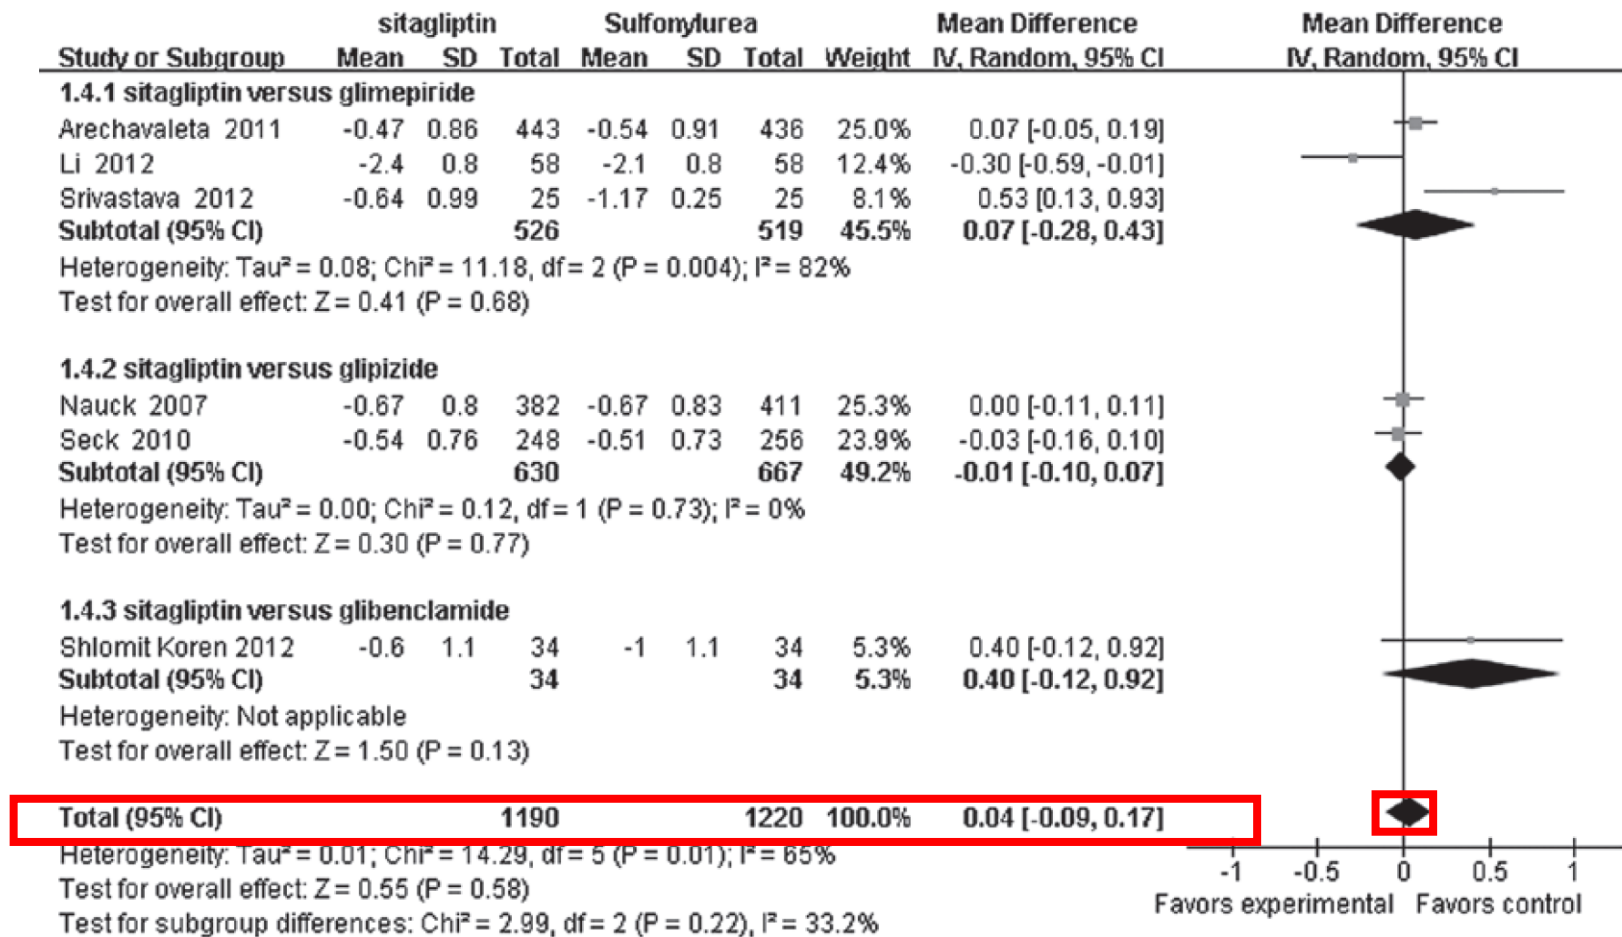 sitagliptin Sulfonylurea Mean Difference Mean Difference
Study or Subgroup Mean SD Total Mean SD Total Weight IV, Random, 95% CI IV, Random, 95% CI
1.4.1 sitagliptin versus glimepiride
Arechavaleta 2011 -0.47 0.86 443 -0.54 0.91 436 25.0% 0.07 [-0.05, 0.19]
Li 2012 -2.4 0.8 58 -2.1 0.8 58 12.4% -0.30 [-0.59, -0.01]
Srivastava 2012 -0.64 0.99 25 -1.17 0.25 25 8.1% 0.53 [0.13, 0.93]
Subtotal (95% CI) 526 519 45.5% 0.07 [-0.28, 0.43]
Heterogeneity: Tau² = 0.08; Chi² = 11.18, df = 2 (P = 0.004); I² = 82%
Test for overall effect: Z = 0.41 (P = 0.68)
1.4.2 sitagliptin versus glipizide
Nauck 2007 -0.67 0.8 382 -0.67 0.83 411 25.3% 0.00 [-0.11, 0.11]
Seck 2010 -0.54 0.76 248 -0.51 0.73 256 23.9% -0.03 [-0.16, 0.10]
Subtotal (95% CI) 630 667 49.2% -0.01 [-0.10, 0.07]
Heterogeneity: Tau² = 0.00; Chi² = 0.12, df = 1 (P = 0.73); I² = 0%
Test for overall effect: Z = 0.30 (P = 0.77)
1.4.3 sitagliptin versus glibenclamide
Shlomit Koren 2012 -0.6 1.1 34 -1 1.1 34 5.3% 0.40 [-0.12, 0.92]
Subtotal (95% CI) 34 34 5.3% 0.40 [-0.12, 0.92]
Heterogeneity: Not applicable
Test for overall effect: Z = 1.50 (P = 0.13)
Total (95% CI) 1190 1220 100.0% 0.04 [-0.09, 0.17]
Heterogeneity: Tau² = 0.01; Chi² = 14.29, df = 5 (P = 0.01); I² = 65%
-1 -0.5 0 0.5 1
Test for overall effect: Z = 0.55 (P = 0.58)
Favors experimental Favors control
Test for subgroup differences: Chi² = 2.99, df = 2 (P = 0.22), I² = 33.2%